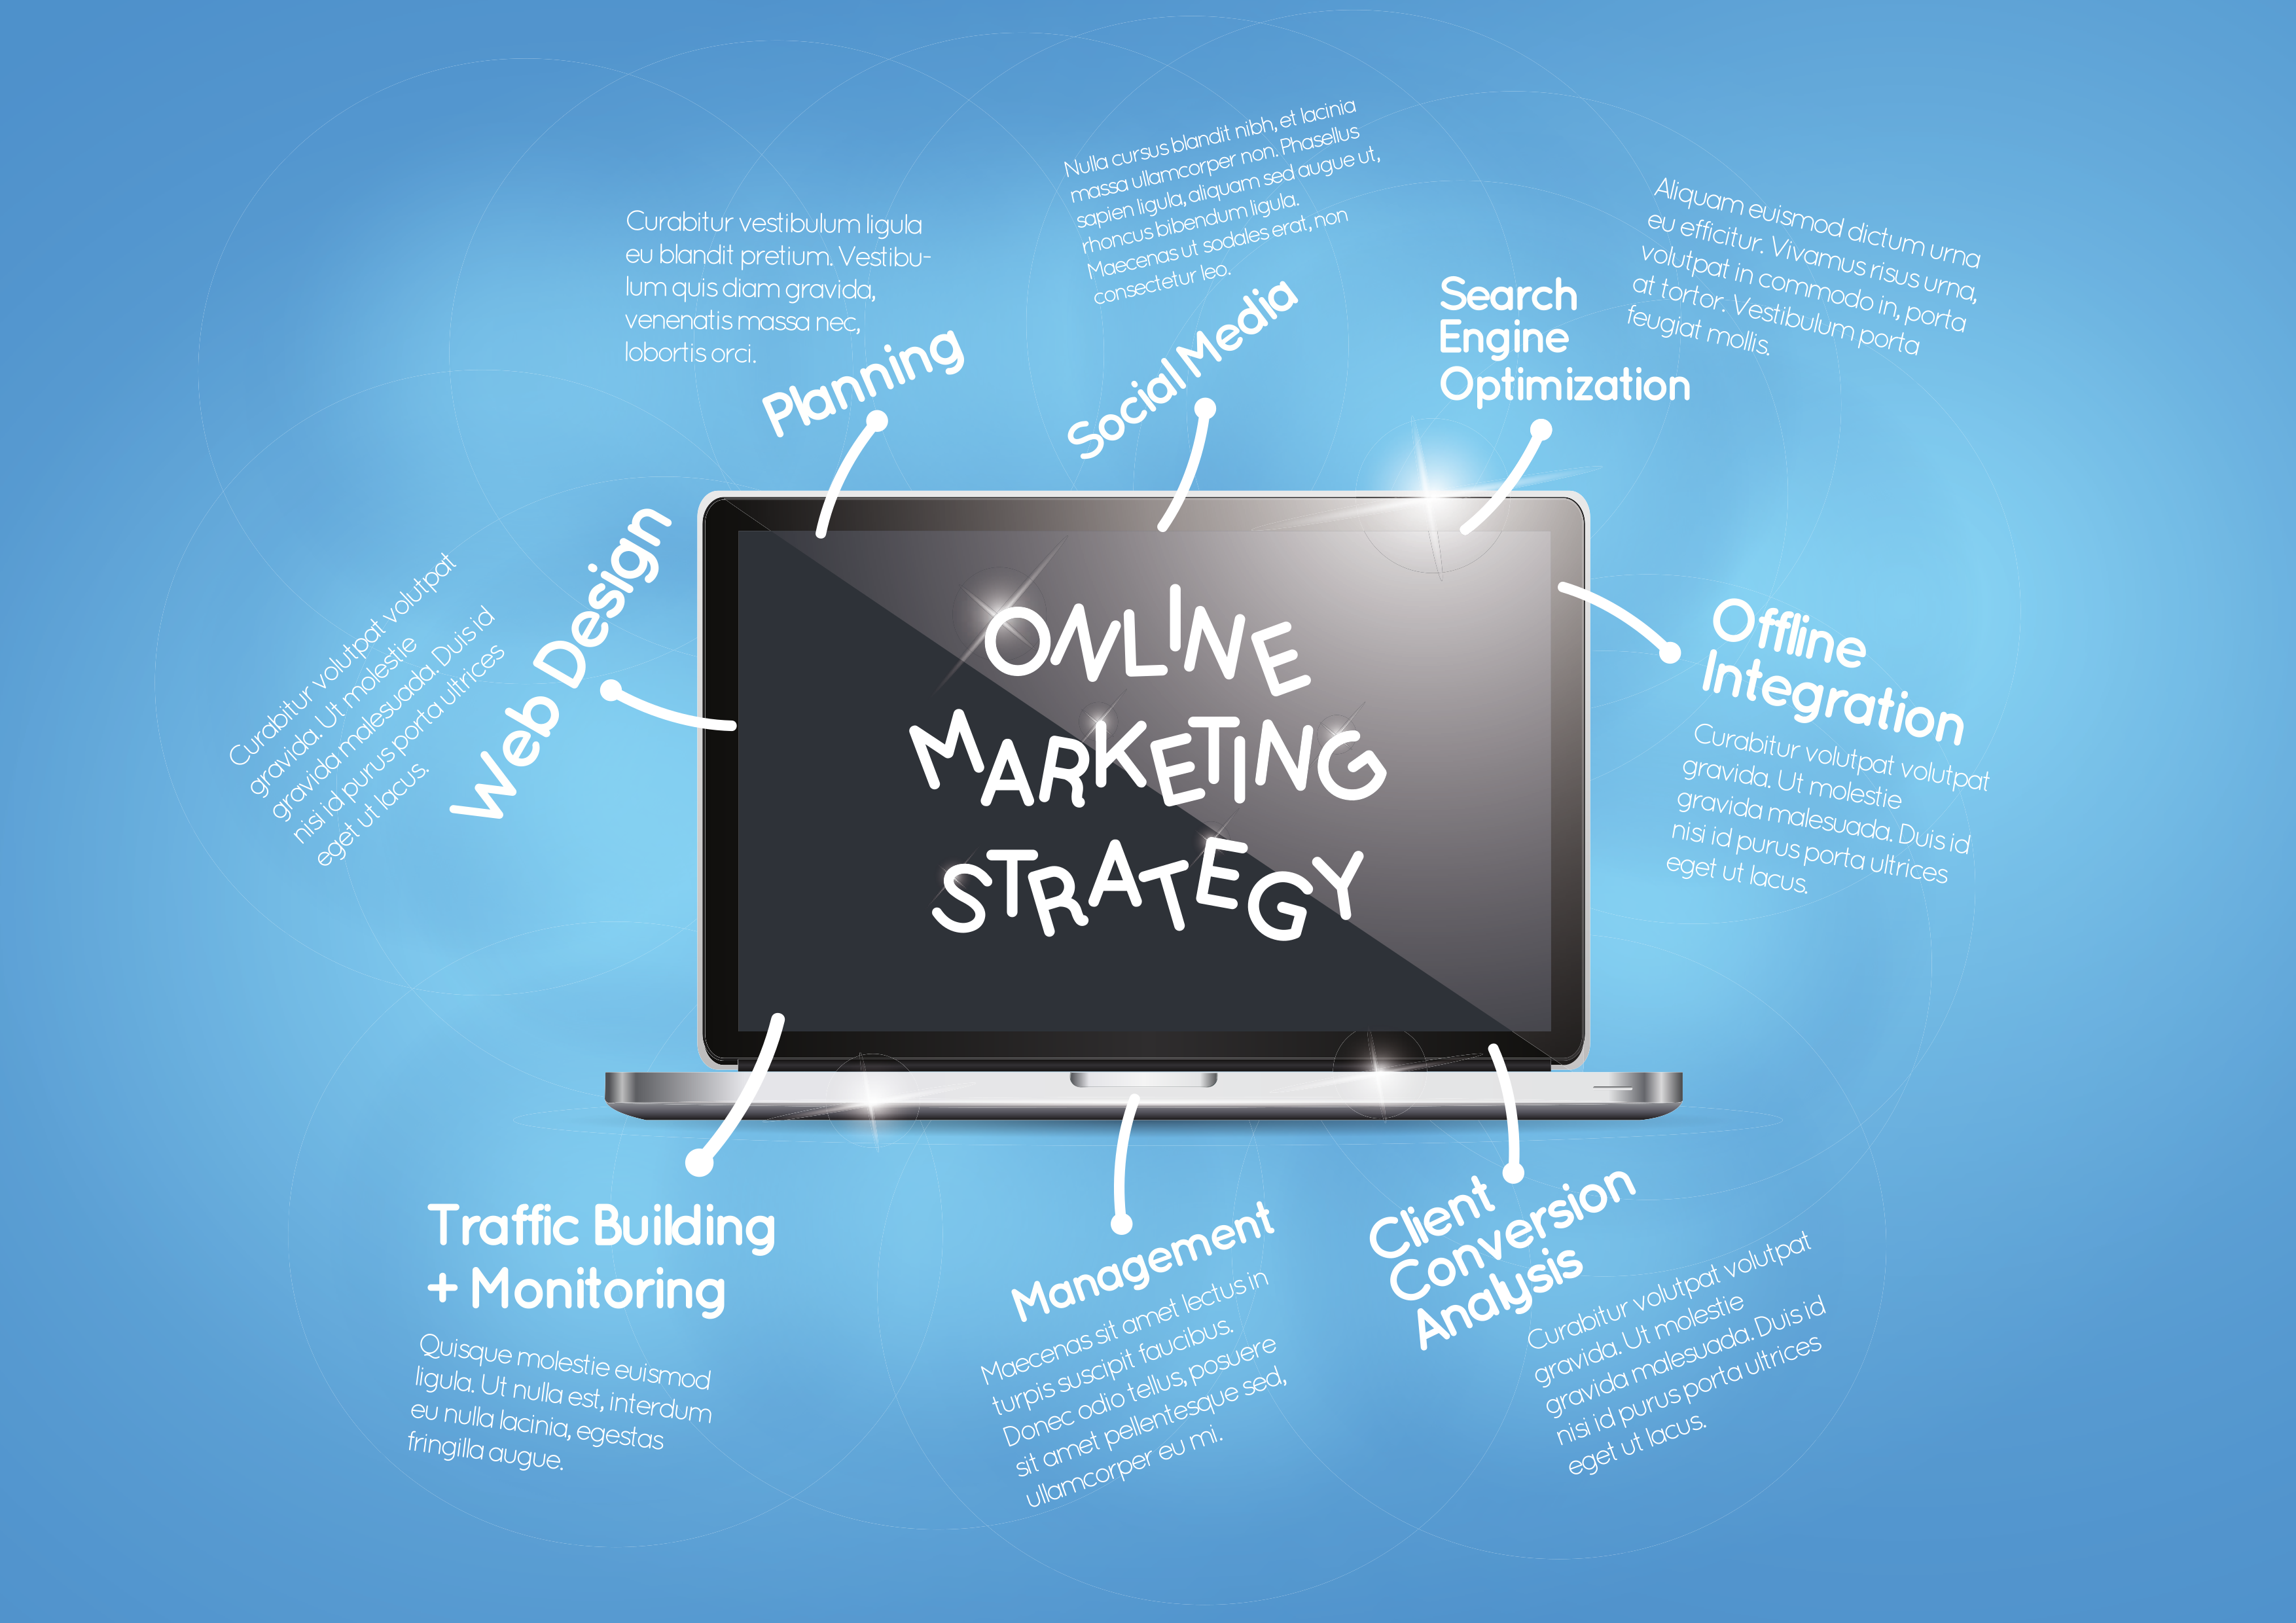 Nulla cursus blandit nibh, et lacinia
massa ullamcorper non. Phasellus
sapien ligula, aliquam sed augue ut,
rhoncus bibendum ligula.
Maecenas ut sodales erat, non
consectetur leo.
Social Media
Curabitur vestibulum ligula
eu blandit pretium. Vestibu-
lum quis diam gravida,
venenatis massa nec,
lobortis orci.
Planning
Aliquam euismod dictum urna
eu efficitur. Vivamus risus urna,
volutpat in commodo in, porta
at tortor. Vestibulum porta
feugiat mollis.
Search
Engine
Optimization
Curabitur volutpat volutpat
gravida. Ut molestie
gravida malesuada. Duis id
nisi id purus porta ultrices
eget ut lacus.
Web Design
ONLINE
MARKETING
STRATEGY
Offline
Integration
Curabitur volutpat volutpat
gravida. Ut molestie
gravida malesuada. Duis id
nisi id purus porta ultrices
eget ut lacus.
Traffic Building
+ Monitoring
Quisque molestie euismod
ligula. Ut nulla est, interdum
eu nulla lacinia, egestas
fringilla augue.
Management
Maecenas sit amet lectus in
turpis suscipit faucibus.
Donec odio tellus, posuere
sit amet pellentesque sed,
ullamcorper eu mi.
Client
Conversion
Analysis
Curabitur volutpat volutpat
gravida. Ut molestie
gravida malesuada. Duis id
nisi id purus porta ultrices
eget ut lacus.